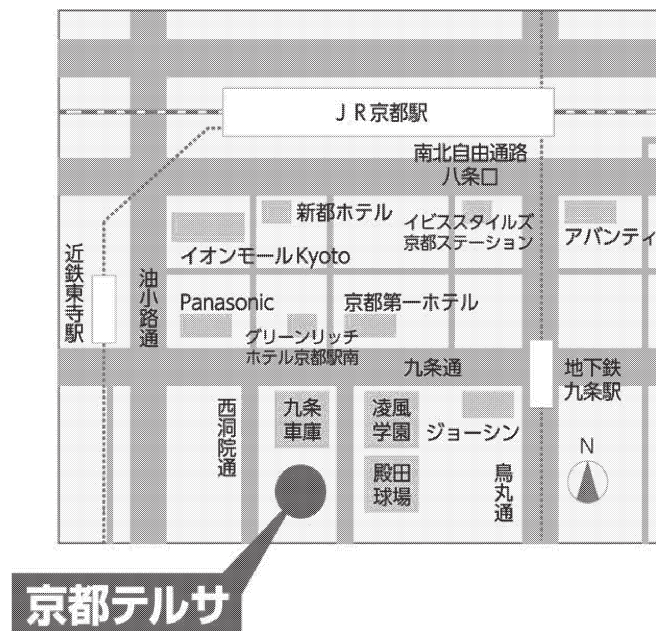 JR京都駅
南北自由通路
八条口
新都ホテル
イビススタイルズ
京都ステーション
アバンティ
イオンモールKyoto
近鉄東寺駅
油小路通
Panasonic
京都第一ホテル
グリーンリッチ
ホテル京都駅南
九条通
地下鉄
九条駅
西洞院通
九条
車庫
凌風
学園
ジョーシン
殿田
球場
烏丸通
N
京都テルサ